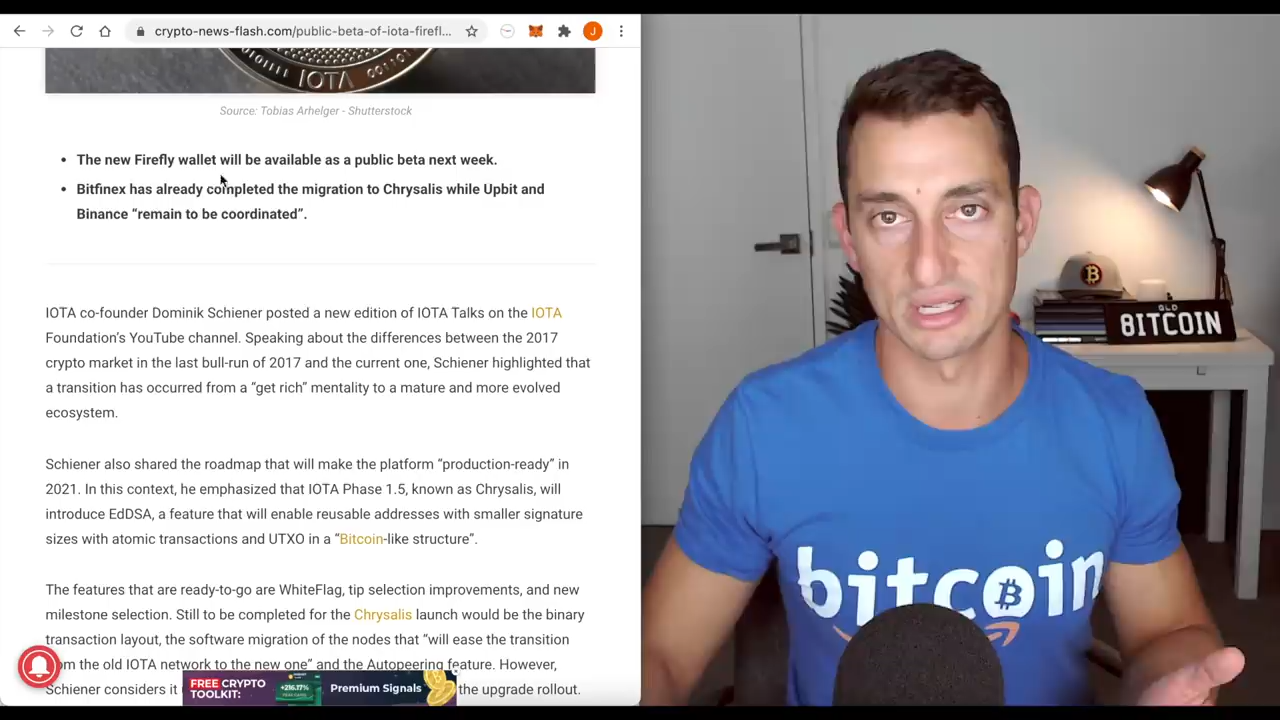 crypto-news-flash.com/public-beta-of-iota-firefl...
J
IOTA
Source: Tobias Arhelger - Shutterstock
• The new Firefly wallet will be available as a public beta next week.
• Bitfinex has already completed the migration to Chrysalis while Upbit and
Binance “remain to be coordinated”.
IOTA co-founder Dominik Schiener posted a new edition of IOTA Talks on the IOTA
Foundation’s YouTube channel. Speaking about the differences between the 2017
crypto market in the last bull-run of 2017 and the current one, Schiener highlighted that
a transition has occurred from a “get rich” mentality to a mature and more evolved
ecosystem.
Schiener also shared the roadmap that will make the platform “production-ready” in
2021. In this context, he emphasized that IOTA Phase 1.5, known as Chrysalis, will
introduce EdDSA, a feature that will enable reusable addresses with smaller signature
sizes with atomic transactions and UTXO in a “Bitcoin-like structure”.
The features that are ready-to-go are WhiteFlag, tip selection improvements, and new
milestone selection. Still to be completed for the Chrysalis launch would be the binary
transaction layout, the software migration of the nodes that “will ease the transition
from the old IOTA network to the new one” and the Autopeering feature. However,
Schiener considers it
the upgrade rollout.
FREE CRYPTO
TOOLKIT:
+216.17%
Premium Signals
QLD
BITCOIN
bitcoin